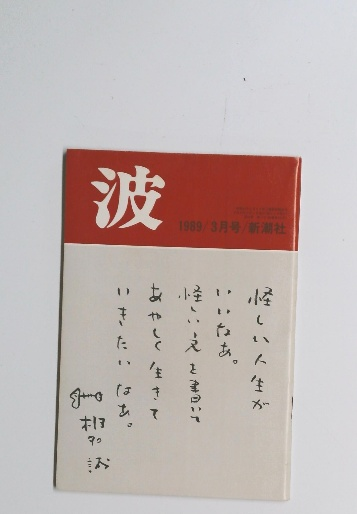 波
1989/3月号/新潮社
怪しい人生が
いいなあ。
怪しい兄を書いて
あやしく生きて
いきたいなあ。